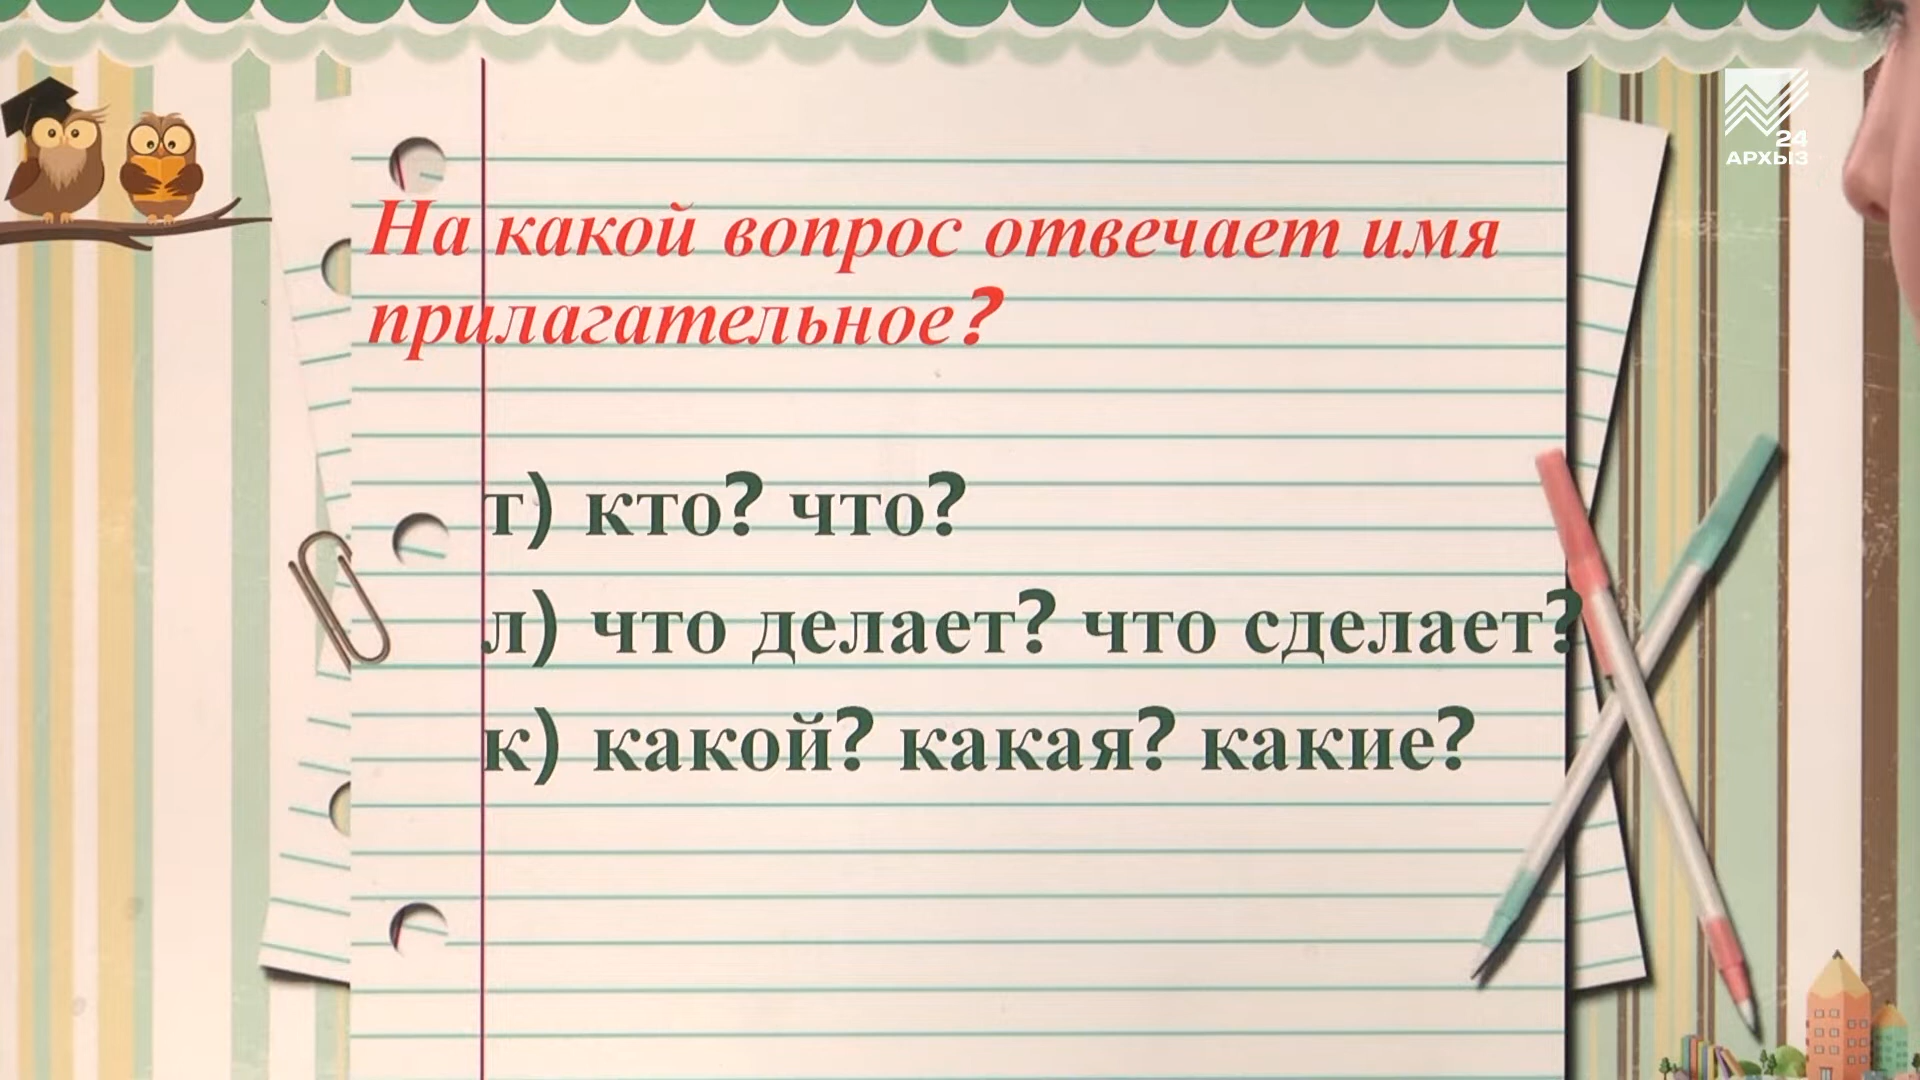 24
АРХЫЗ
На какой вопрос отвечает имя
прилагательное?
т) кто? что?
л) что делает? что сделает?
к) какой? какая? какие?